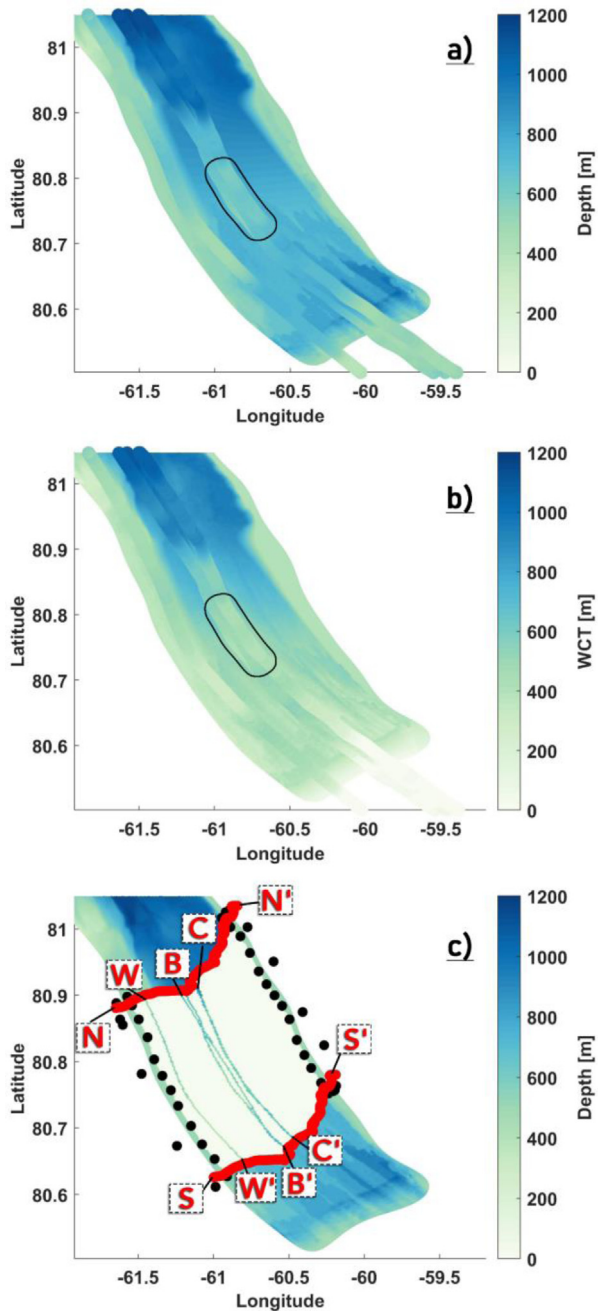 a)
81
80.9
80.8
80.7
80.6
Latitude
-61.5 -61 -60.5 -60 -59.5
Longitude
1200
1000
800
600
400
200
0
Depth [m]
b)
81
80.9
80.8
80.7
80.6
Latitude
-61.5 -61 -60.5 -60 -59.5
Longitude
1200
1000
800
600
400
200
0
WCT [m]
c)
81
80.9
80.8
80.7
80.6
Latitude
N'
C
B
W
N
S'
C'
B'
W'
S
-61.5 -61 -60.5 -60 -59.5
Longitude
1200
1000
800
600
400
200
0
Depth [m]